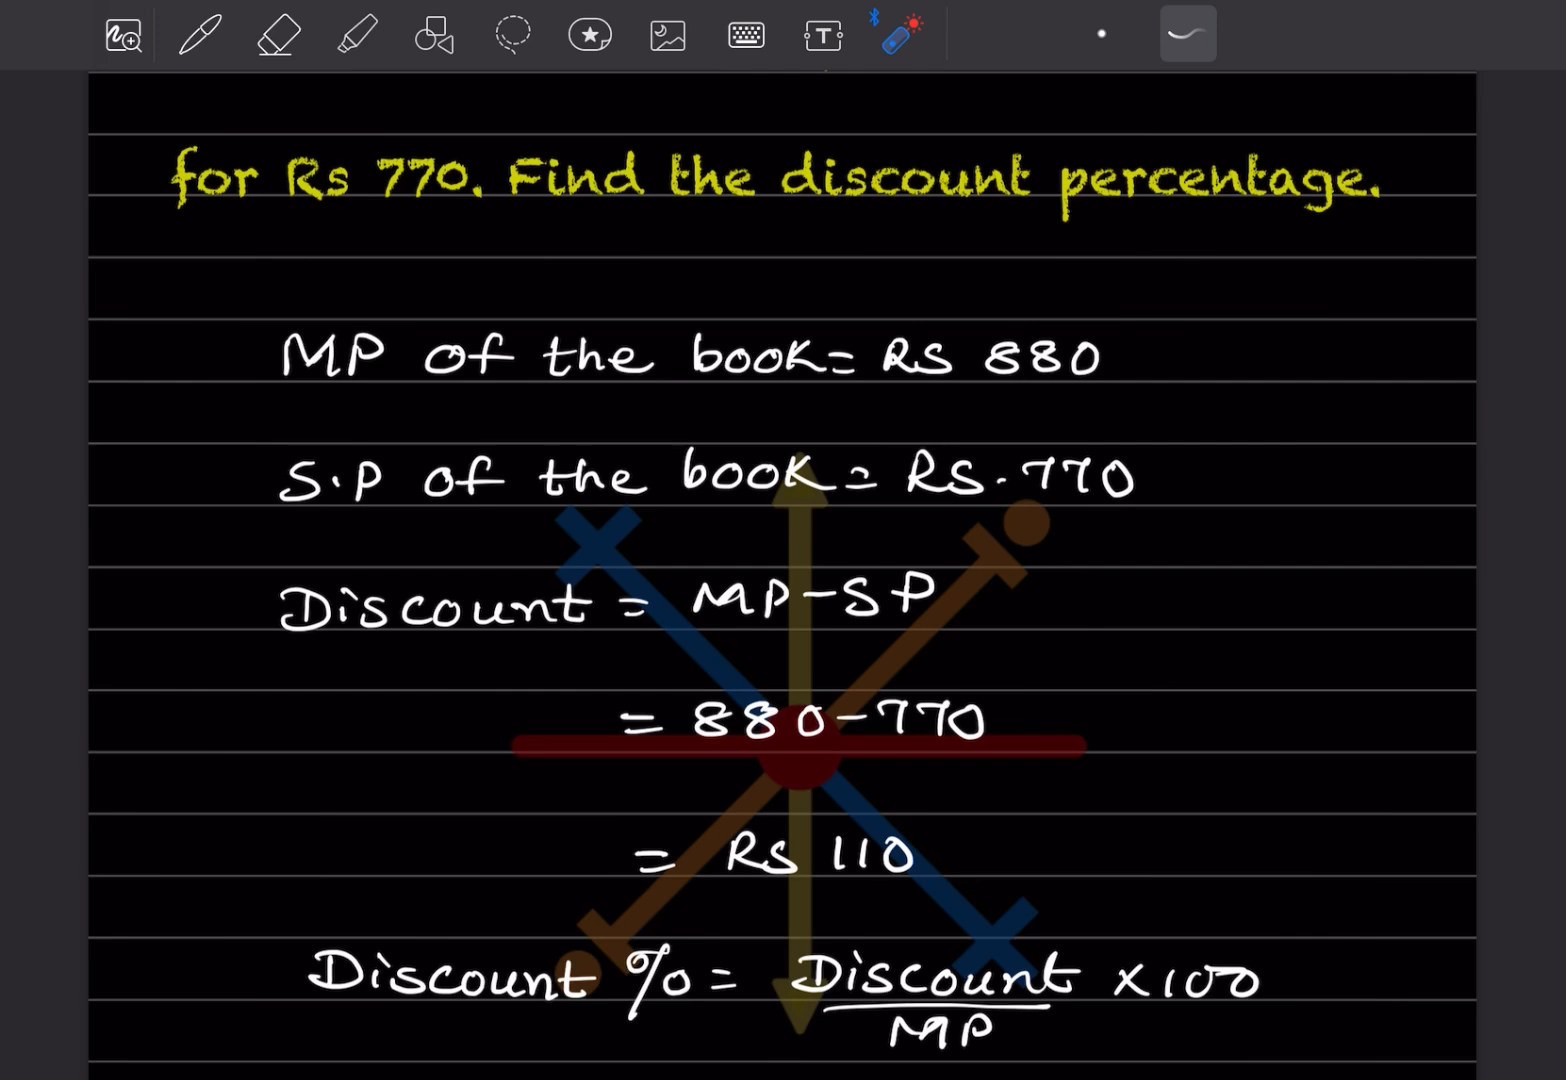 for Rs 770. Find the discount percentage.
MP of the book = Rs 880
S.P of the book = Rs. 770
Discount = MP - SP
= 880 - 770
= Rs 110
Discount % = Discount × 100
MP